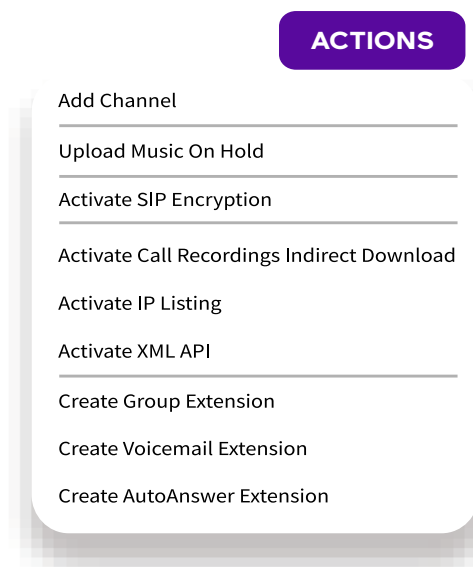 ACTIONS
Add Channel
Upload Music On Hold
Activate SIP Encryption
Activate Call Recordings Indirect Download
Activate IP Listing
Activate XML API
Create Group Extension
Create Voicemail Extension
Create AutoAnswer Extension